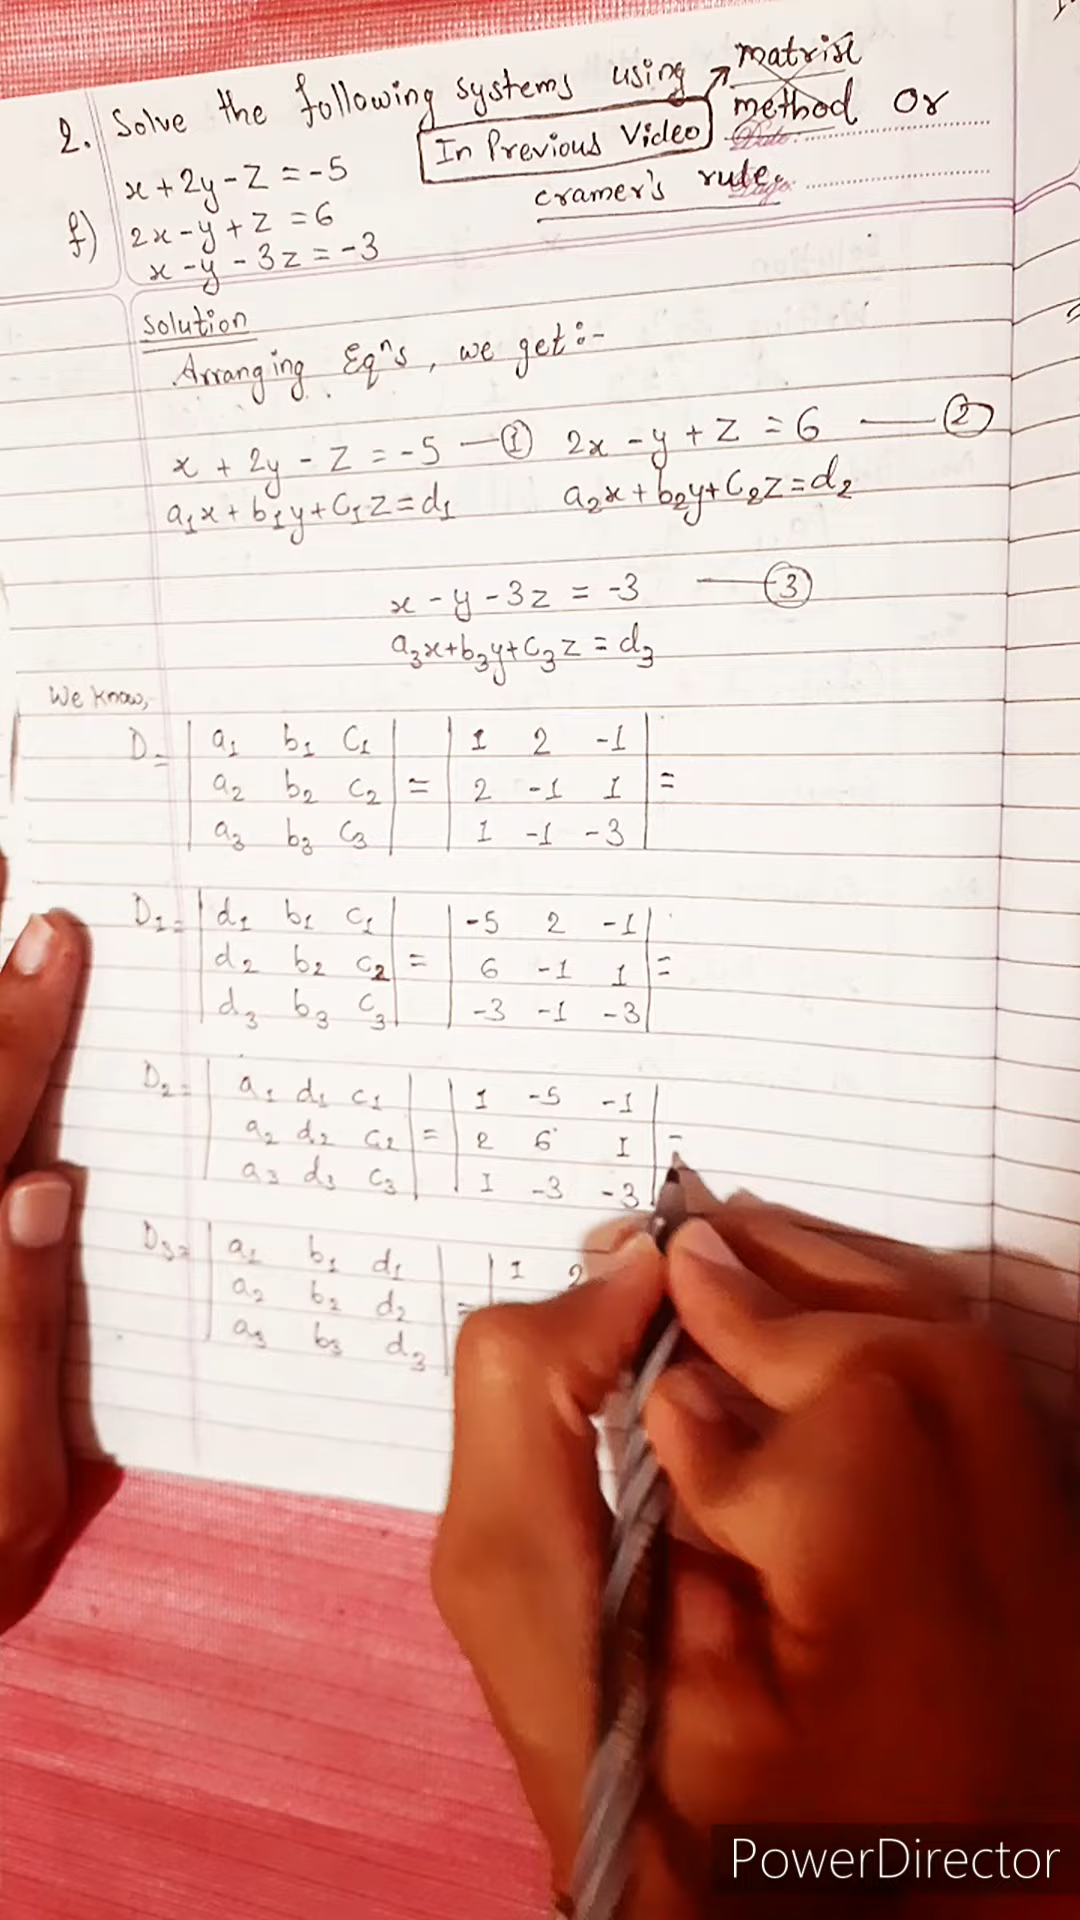 2. Solve the following systems using → matrix method or
In Previous Video
cramer's rule.
f) x + 2y - z = -5
2x - y + z = 6
x - y - 3z = -3
Solution
Arranging Eqⁿs, we get :-
x + 2y - z = -5 — ① 2x - y + z = 6 — ②
a₁x + b₁y + c₁z = d₁ a₂x + b₂y + c₂z = d₂
x - y - 3z = -3 — ③
a₃x + b₃y + c₃z = d₃
We know,
D = | a₁ b₁ c₁ | = | 1 2 -1 | =
| a₂ b₂ c₂ | | 2 -1 1 |
| a₃ b₃ c₃ | | 1 -1 -3 |
D₁ = | d₁ b₁ c₁ | = | -5 2 -1 | =
| d₂ b₂ c₂ | | 6 -1 1 |
| d₃ b₃ c₃ | | -3 -1 -3 |
D₂ = | a₁ d₁ c₁ | = | 1 -5 -1 | =
| a₂ d₂ c₂ | | 2 6 1 |
| a₃ d₃ c₃ | | 1 -3 -3 |
D₃ = | a₁ b₁ d₁ | = | 1 2
| a₂ b₂ d₂ |
| a₃ b₃ d₃ |
PowerDirector